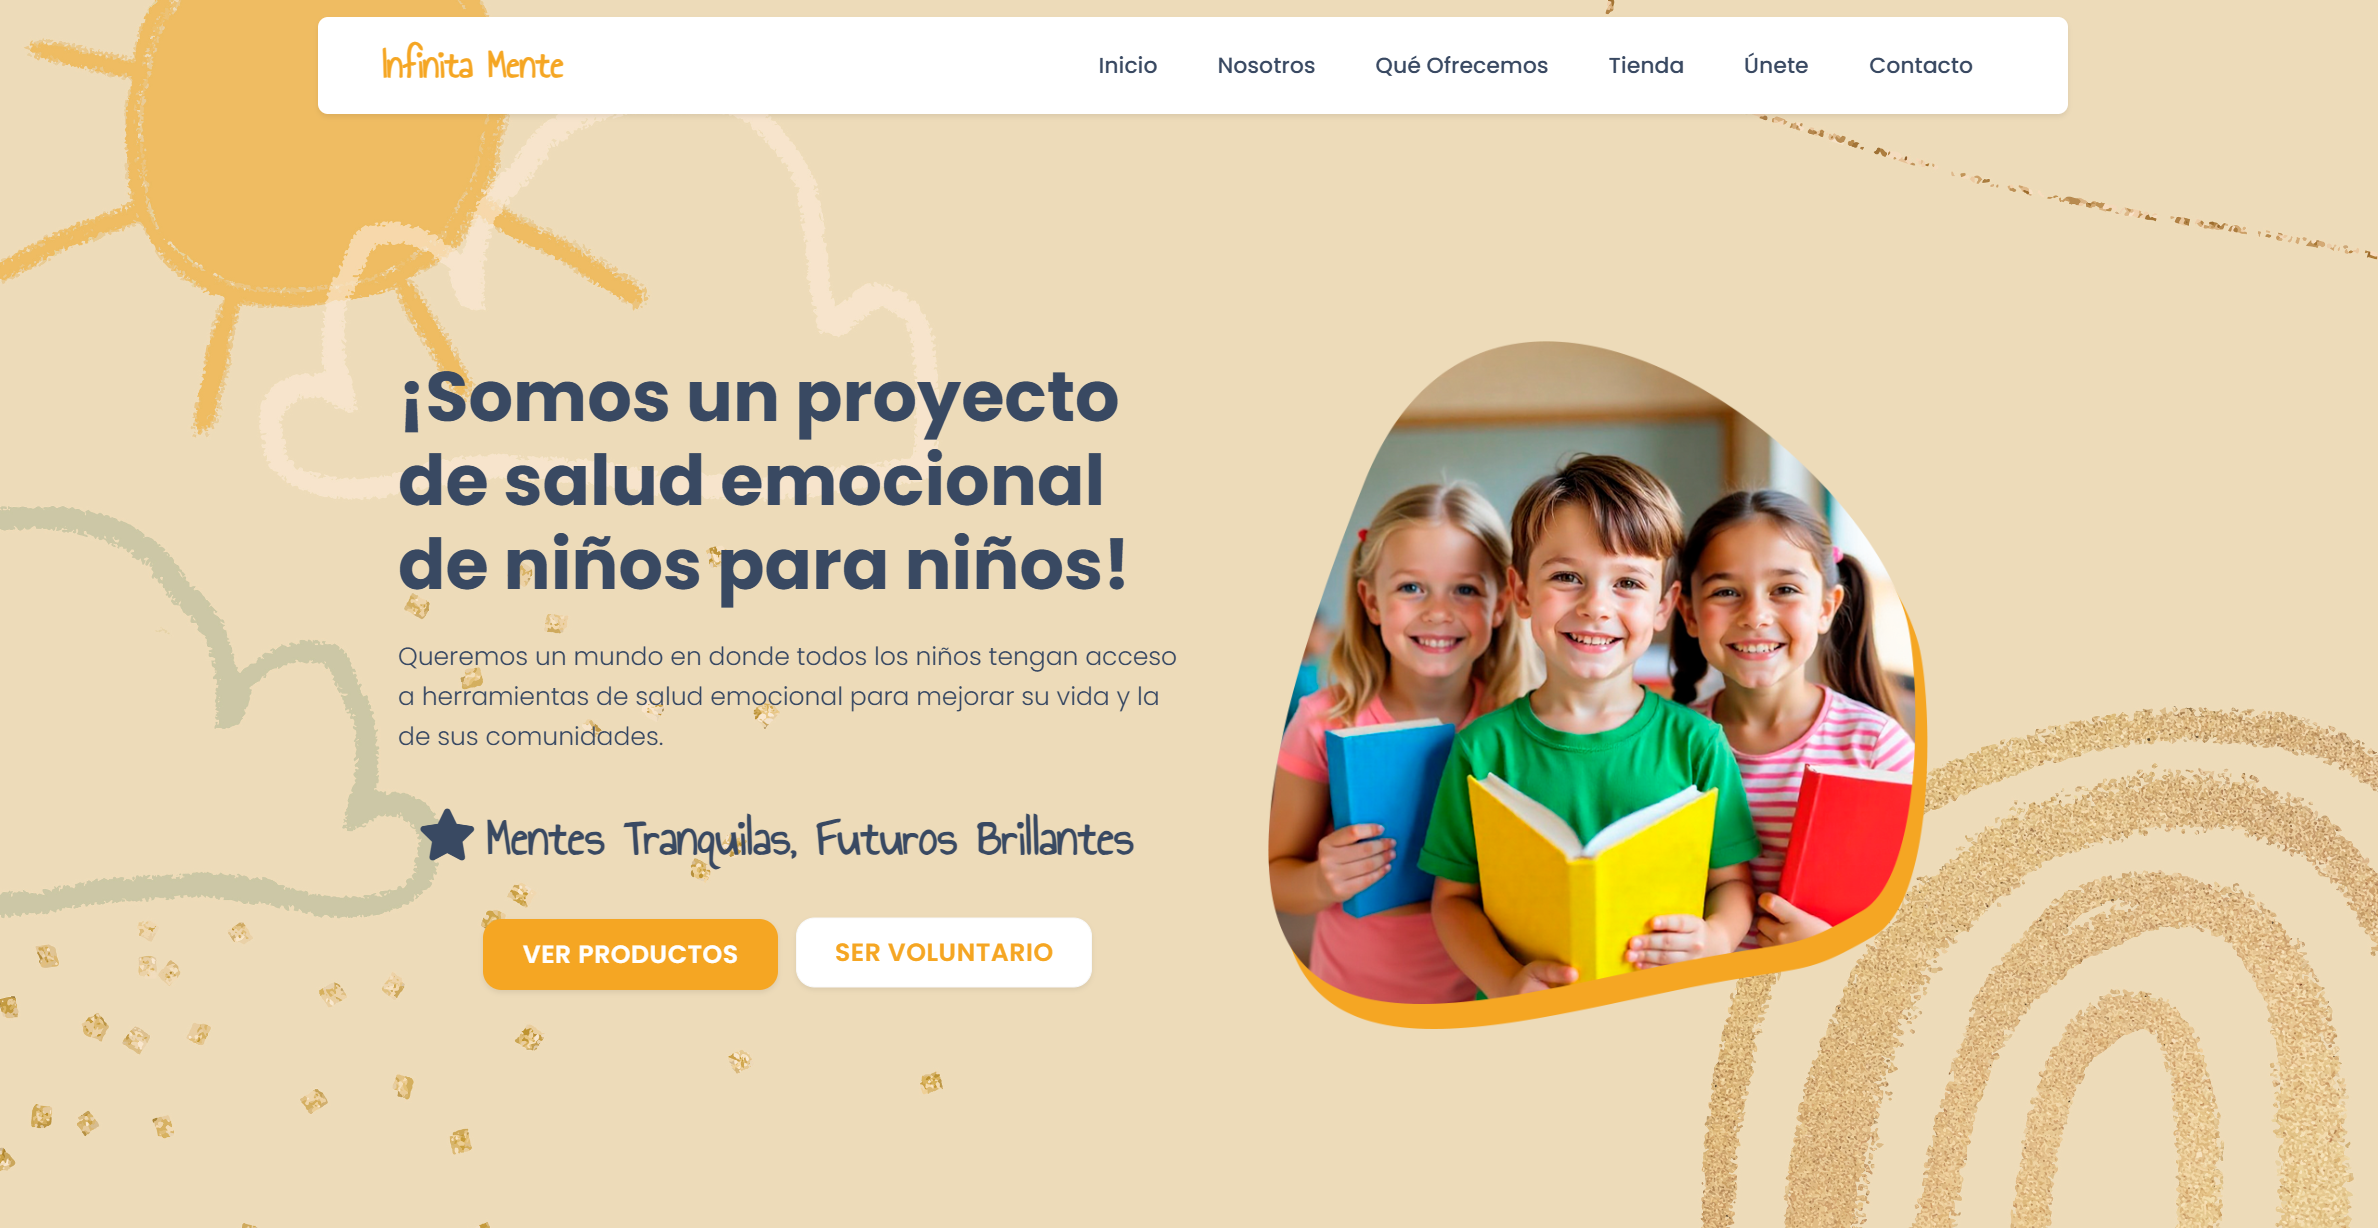 Infinita Mente
Inicio
Nosotros
Qué Ofrecemos
Tienda
Únete
Contacto
¡Somos un proyecto
de salud emocional
de niños para niños!
Queremos un mundo en donde todos los niños tengan acceso
a herramientas de salud emocional para mejorar su vida y la
de sus comunidades.
Mentes Tranquilas, Futuros Brillantes
VER PRODUCTOS
SER VOLUNTARIO